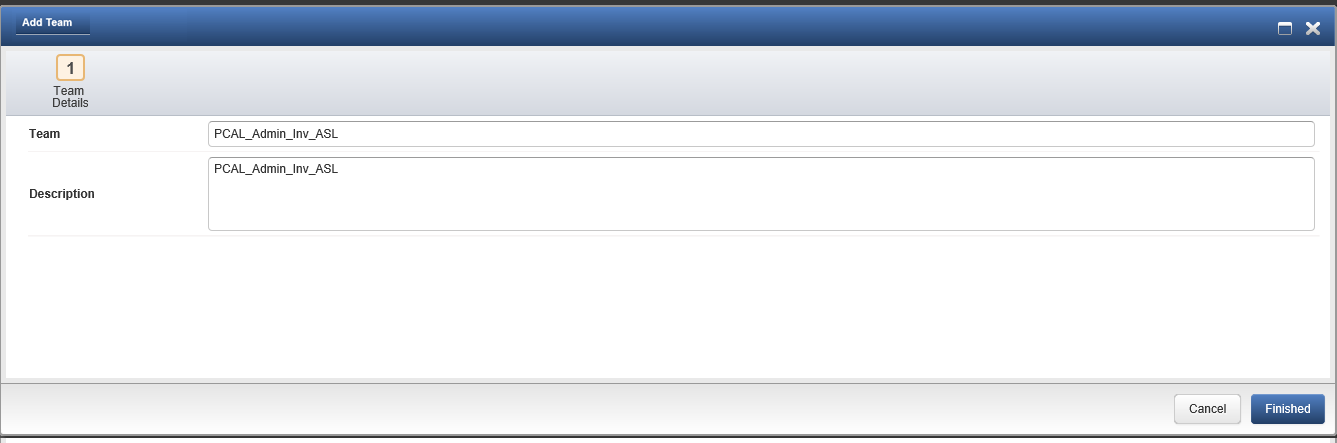 Add Team
1
Team
Details
Team
PCAL_Admin_Inv_ASL
PCAL_Admin_Inv_ASL
Description
Cancel
Finished